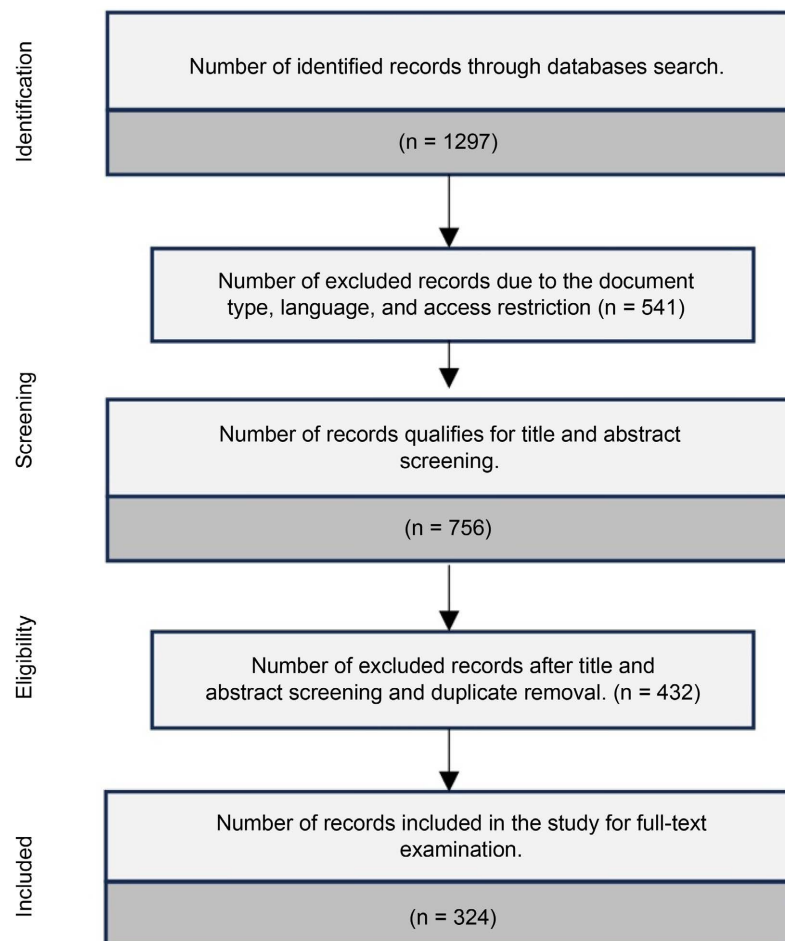 Identification
Number of identified records through databases search.
(n = 1297)
Number of excluded records due to the document
type, language, and access restriction (n = 541)
Screening
Number of records qualifies for title and abstract
screening.
(n = 756)
Eligibility
Number of excluded records after title and
abstract screening and duplicate removal. (n = 432)
Included
Number of records included in the study for full-text
examination.
(n = 324)